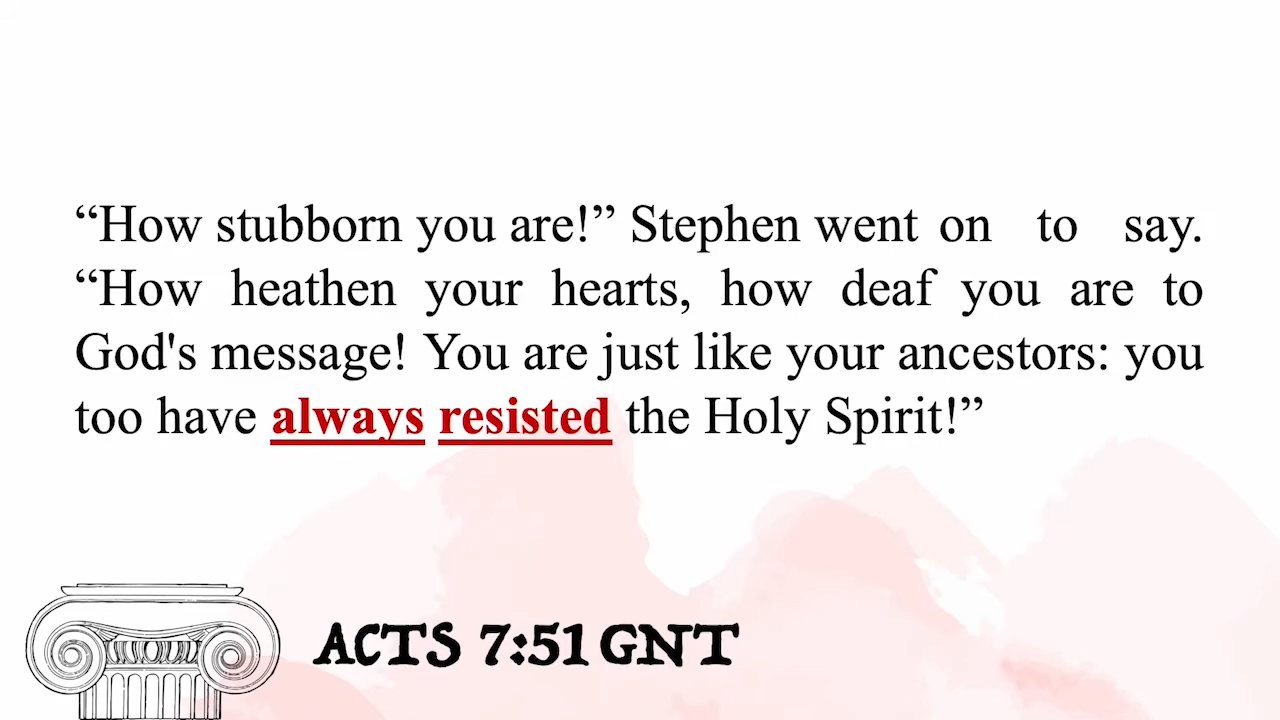 “How stubborn you are!” Stephen went on to say.
“How heathen your hearts, how deaf you are to
God's message! You are just like your ancestors: you
too have always resisted the Holy Spirit!”
ACTS 7:51 GNT